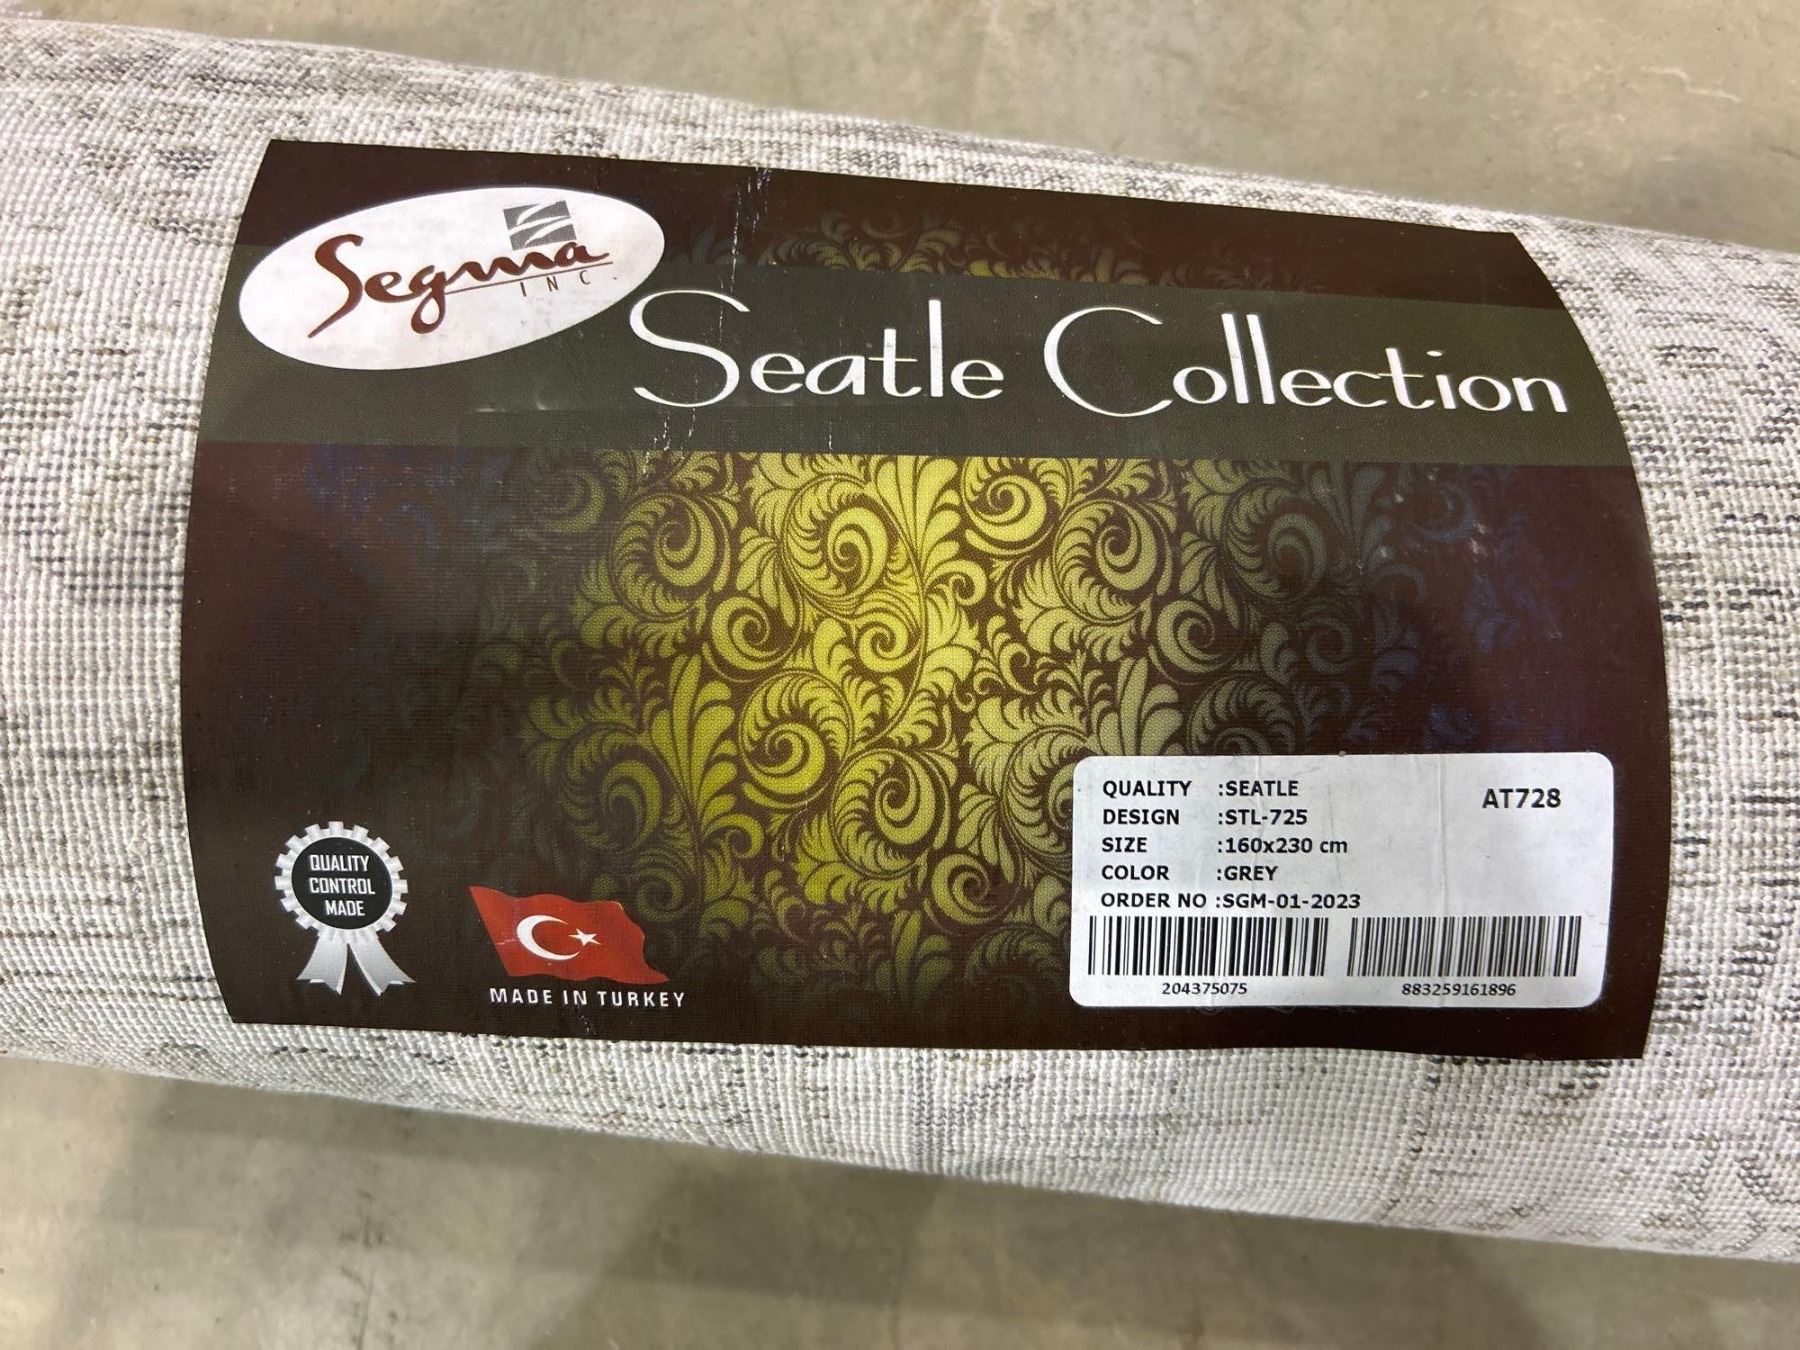 Segma
INC.
Seatle Collection
QUALITY :SEATLE
AT728
DESIGN :STL-725
SIZE :160x230 cm
COLOR :GREY
ORDER NO :SGM-01-2023
204375075
883259161896
QUALITY
CONTROL
MADE
MADE IN TURKEY